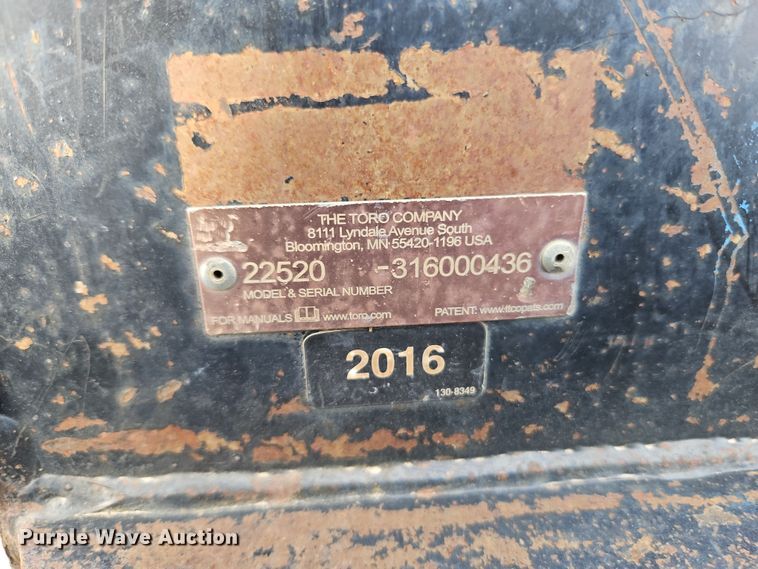 THE TORO COMPANY
8111 Lyndale Avenue South
Bloomington, MN 55420-1196 USA
22520 -316000436
MODEL & SERIAL NUMBER
FOR MANUALS www.toro.com PATENT: www.ttcopats.com
2016
130-8349
Purple Wave Auction